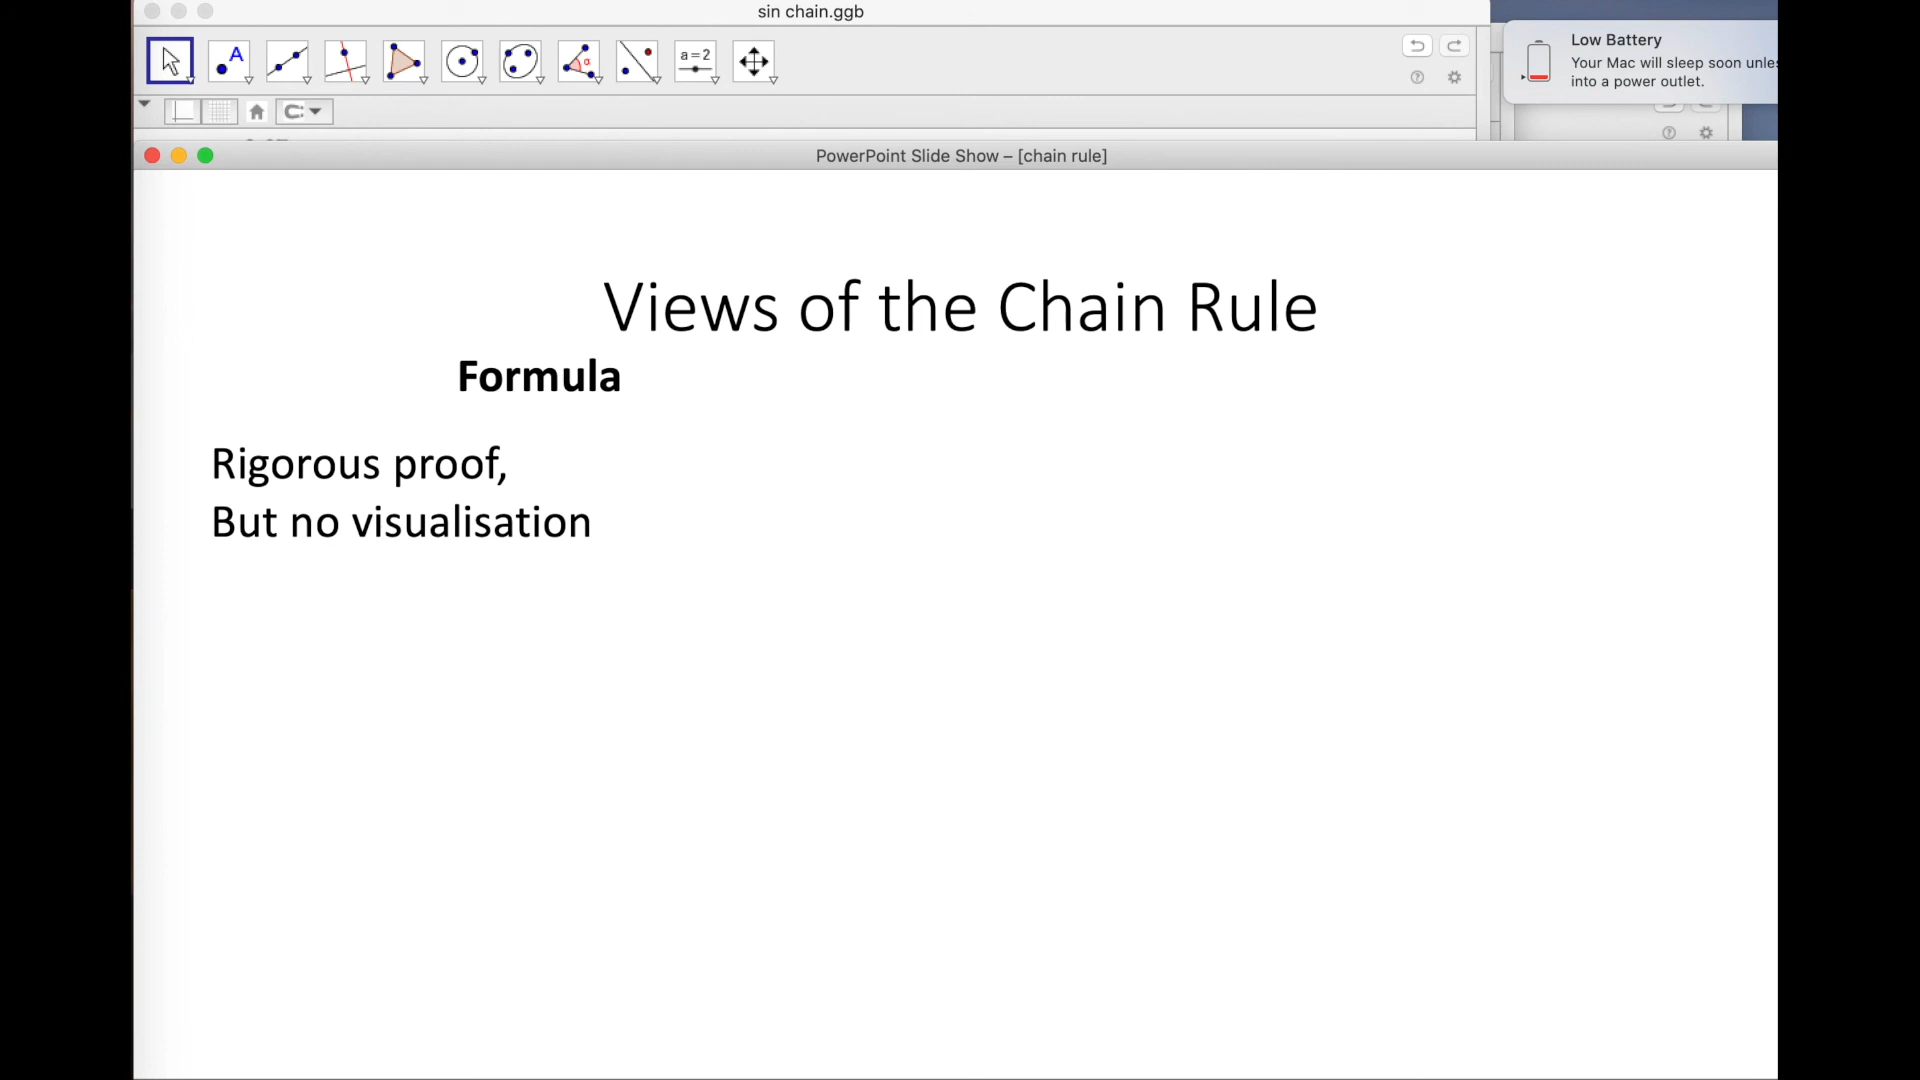 sin chain.ggb
A
α
a=2
Low Battery
Your Mac will sleep soon
into a power outlet.
PowerPoint Slide Show – [chain rule]
Views of the Chain Rule
Formula
Rigorous proof,
But no visualisation